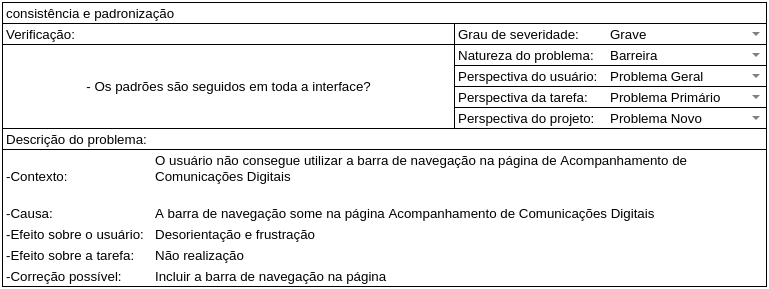 consistência e padronização
Verificação:
Grau de severidade: Grave
Natureza do problema: Barreira
- Os padrões são seguidos em toda a interface?
Perspectiva do usuário: Problema Geral
Perspectiva da tarefa: Problema Primário
Perspectiva do projeto: Problema Novo
Descrição do problema:
-Contexto: O usuário não consegue utilizar a barra de navegação na página de Acompanhamento de
Comunicações Digitais
-Causa: A barra de navegação some na página Acompanhamento de Comunicações Digitais
-Efeito sobre o usuário: Desorientação e frustração
-Efeito sobre a tarefa: Não realização
-Correção possível: Incluir a barra de navegação na página